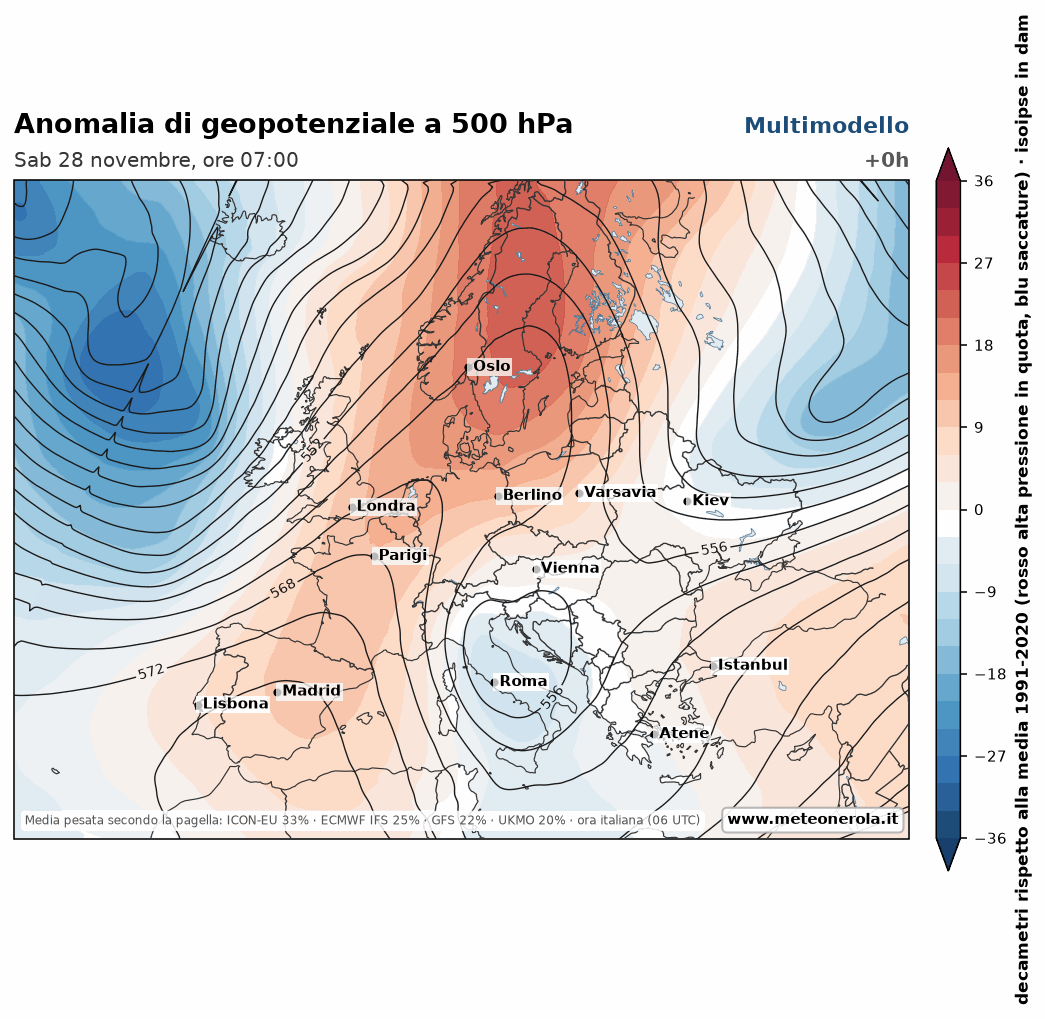 Anomalia di geopotenziale a 500 hPa
Multimodello
Sab 28 novembre, ore 07:00
+0h
Oslo
552
Londra
Berlino
Varsavia
Kiev
Parigi
Vienna
556
568
572
Madrid
Lisbona
Roma
556
Istanbul
Atene
Media pesata secondo la pagella: ICON-EU 33% · ECMWF IFS 25% · GFS 22% · UKMO 20% · ora italiana (06 UTC)
www.meteonerola.it
36
27
18
9
0
−9
−18
−27
−36
decametri rispetto alla media 1991-2020 (rosso alta pressione in quota, blu saccature) · isoipse in dam